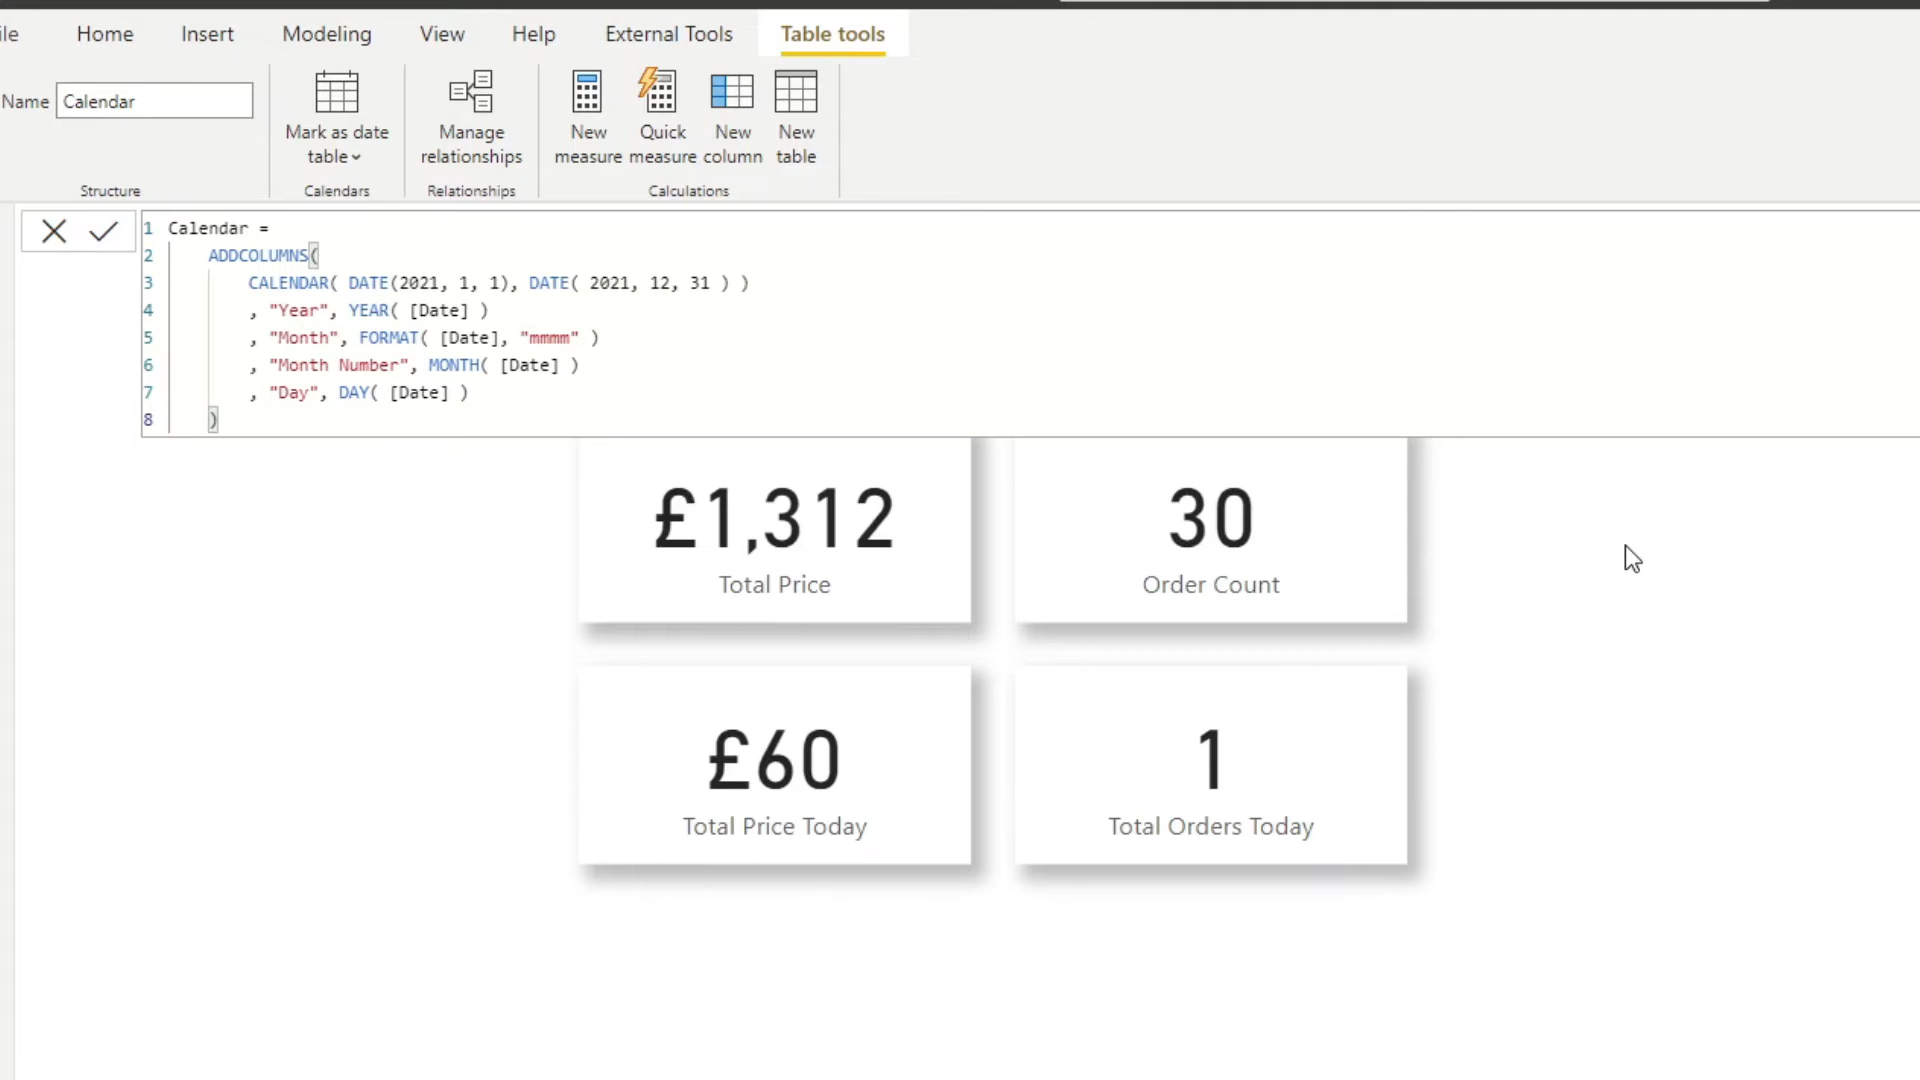 ile Home Insert Modeling View Help External Tools Table tools
Name Calendar
Mark as date table
Manage relationships
New measure
Quick measure
New column
New table
Structure Calendars Relationships Calculations
1 Calendar =
2 ADDCOLUMNS(
3 CALENDAR( DATE(2021, 1, 1), DATE( 2021, 12, 31 ) )
4 , "Year", YEAR( [Date] )
5 , "Month", FORMAT( [Date], "mmmm" )
6 , "Month Number", MONTH( [Date] )
7 , "Day", DAY( [Date] )
8 )
£1,312
Total Price
30
Order Count
£60
Total Price Today
1
Total Orders Today